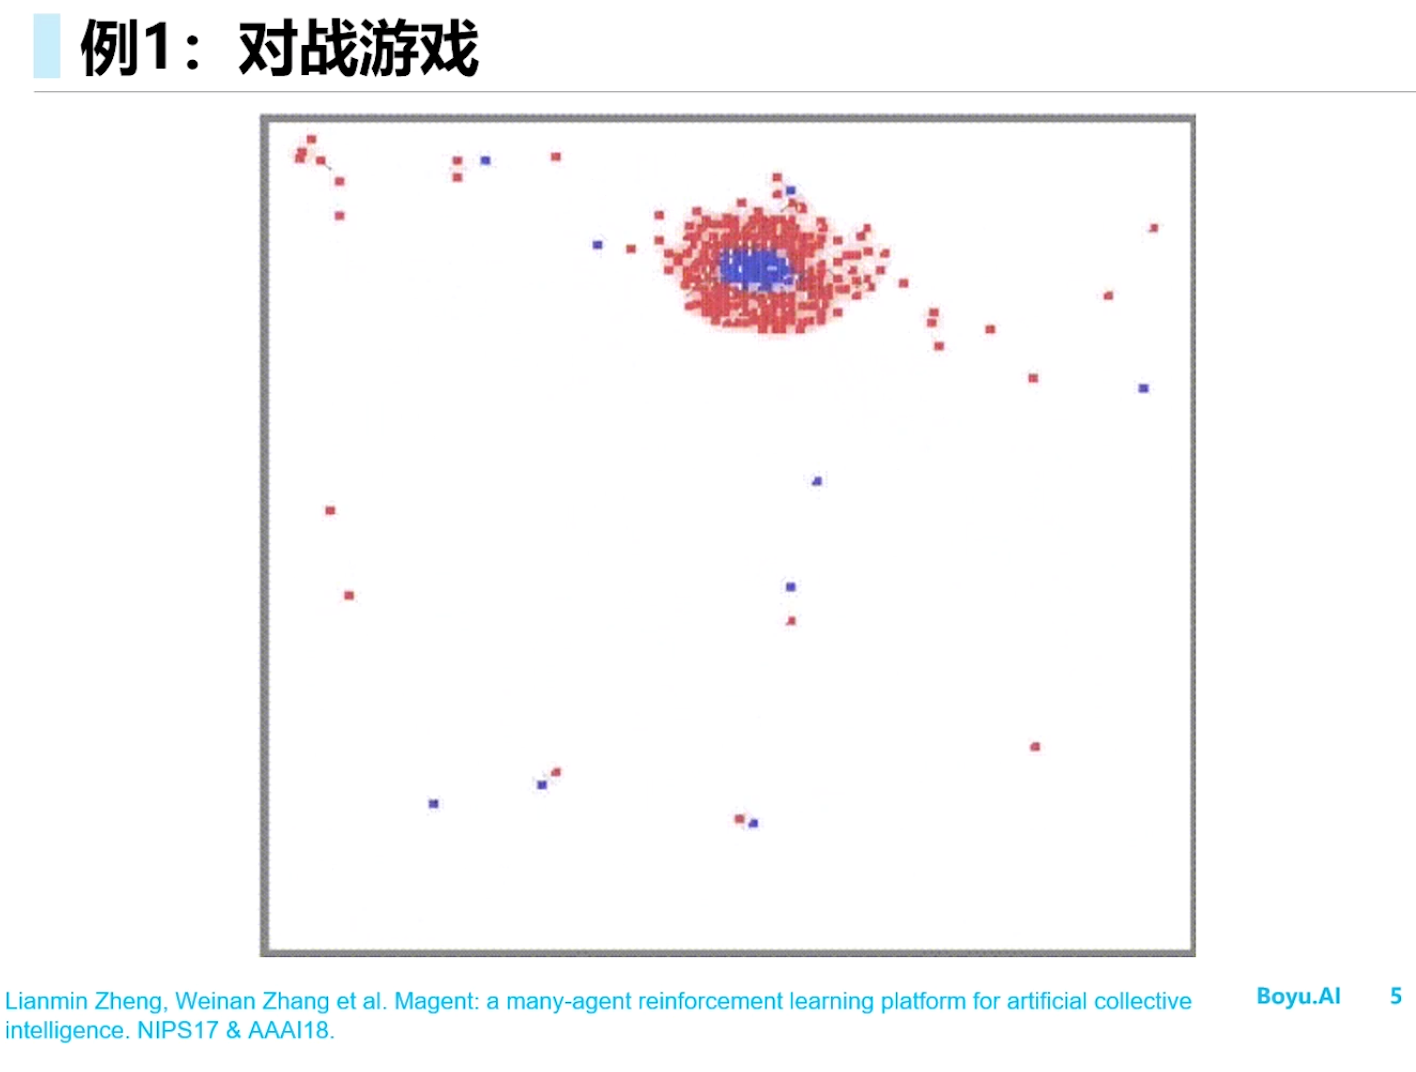 例1：对战游戏
Lianmin Zheng, Weinan Zhang et al. Magent: a many-agent reinforcement learning platform for artificial collective
intelligence. NIPS17 & AAAI18.
Boyu.AI
5